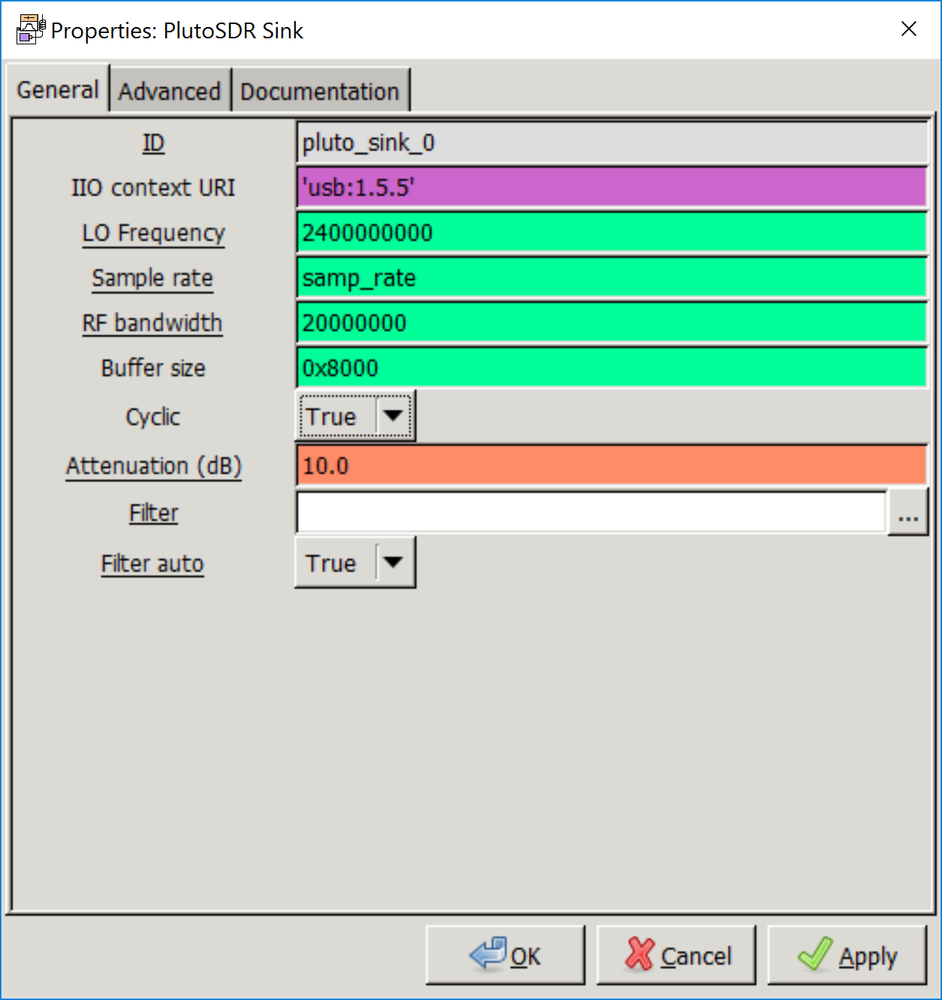 Properties: PlutoSDR Sink
General Advanced Documentation
ID pluto_sink_0
IIO context URI 'usb:1.5.5'
LO Frequency 2400000000
Sample rate samp_rate
RF bandwidth 20000000
Buffer size 0x8000
Cyclic True
Attenuation (dB) 10.0
Filter ...
Filter auto True
OK Cancel Apply